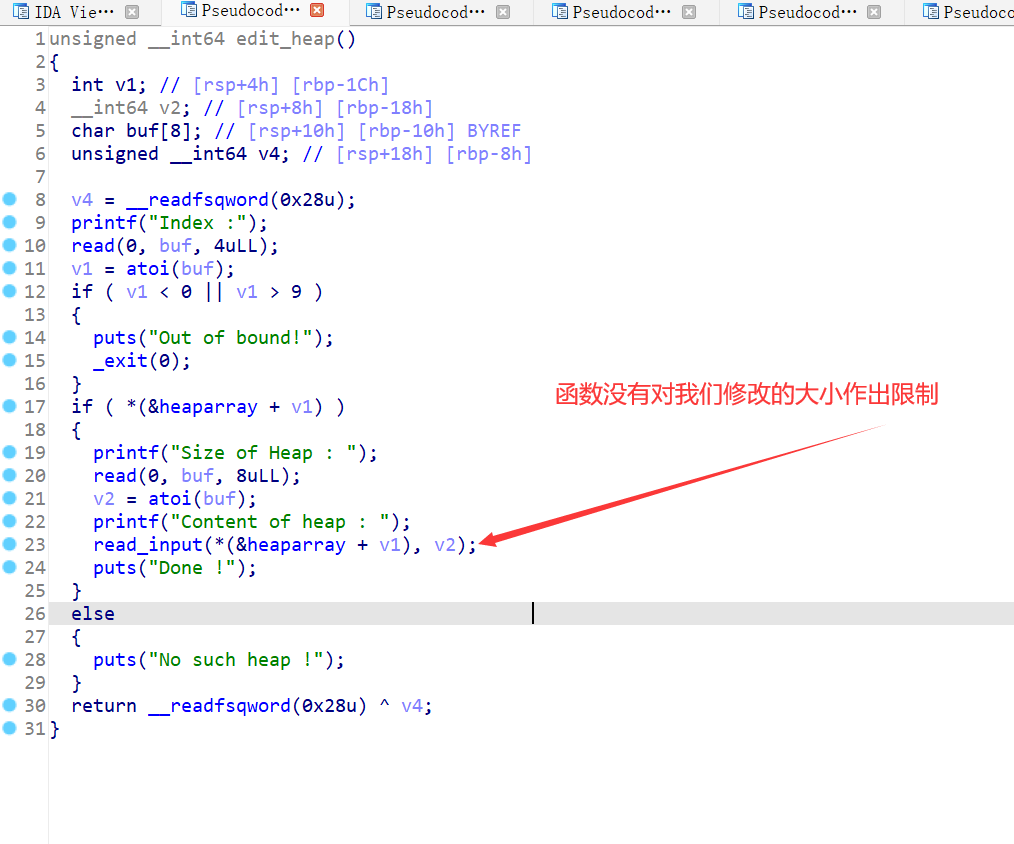 IDA Vie··· Pseudocod··· Pseudocod··· Pseudocod··· Pseudocod··· Pseudoco
1 unsigned __int64 edit_heap()
2 {
3   int v1; // [rsp+4h] [rbp-1Ch]
4   __int64 v2; // [rsp+8h] [rbp-18h]
5   char buf[8]; // [rsp+10h] [rbp-10h] BYREF
6   unsigned __int64 v4; // [rsp+18h] [rbp-8h]
7
8   v4 = __readfsqword(0x28u);
9   printf("Index :");
10   read(0, buf, 4uLL);
11   v1 = atoi(buf);
12   if ( v1 < 0 || v1 > 9 )
13   {
14     puts("Out of bound!");
15     _exit(0);
16   }
函数没有对我们修改的大小作出限制
17   if ( *(&heaparray + v1) )
18   {
19     printf("Size of Heap : ");
20     read(0, buf, 8uLL);
21     v2 = atoi(buf);
22     printf("Content of heap : ");
23     read_input(*(&heaparray + v1), v2);
24     puts("Done !");
25   }
26   else
27   {
28     puts("No such heap !");
29   }
30   return __readfsqword(0x28u) ^ v4;
31 }